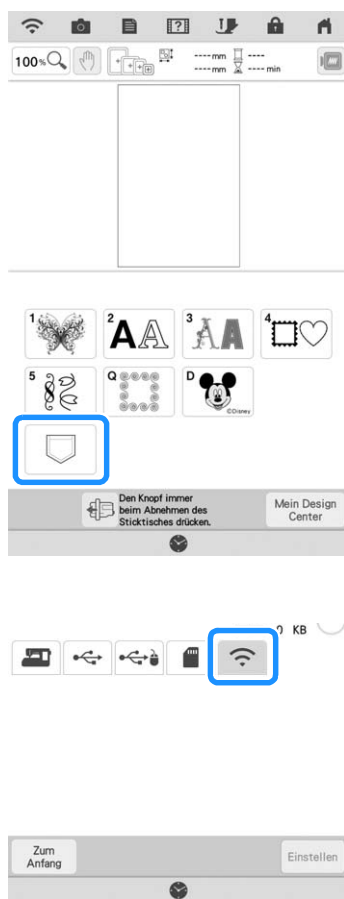 100%
----mm ----
----mm ---- min
1 2 AA 3 AA 4
5 Q D
©Disney
Den Knopf immer
beim Abnehmen des
Sticktisches drücken.
Mein Design
Center
KB
Zum
Anfang
Einstellen